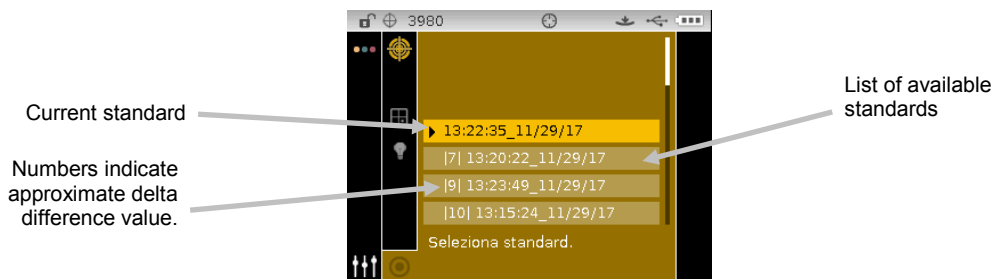 3980
Current standard
Numbers indicate
approximate delta
difference value.
13:22:35_11/29/17
|7| 13:20:22_11/29/17
|9| 13:23:49_11/29/17
|10| 13:15:24_11/29/17
Seleziona standard.
List of available
standards